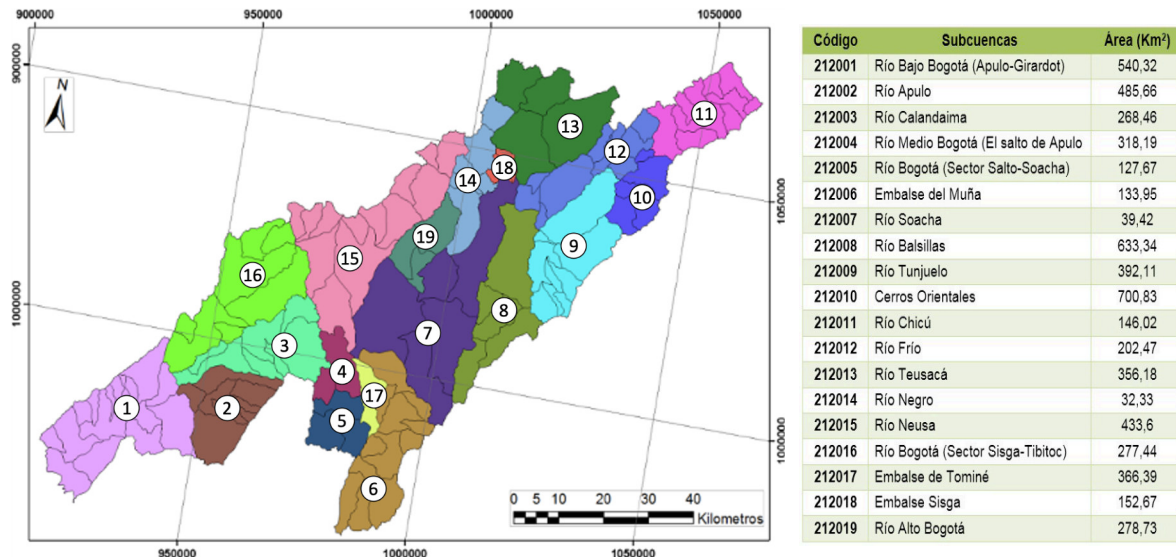 900000
950000
1000000
1050000
900000
N
1050000
1000000
1000000
11
13
12
18
14
10
19
9
15
16
8
7
3
4
17
1
2
5
6
0 5 10 20 30 40
Kilometros
950000
1000000
1050000
Código Subcuencas Área (Km²)
212001 Río Bajo Bogotá (Apulo-Girardot) 540,32
212002 Río Apulo 485,66
212003 Río Calandaima 268,46
212004 Río Medio Bogotá (El salto de Apulo 318,19
212005 Río Bogotá (Sector Salto-Soacha) 127,67
212006 Embalse del Muña 133,95
212007 Río Soacha 39,42
212008 Río Balsillas 633,34
212009 Río Tunjuelo 392,11
212010 Cerros Orientales 700,83
212011 Río Chicú 146,02
212012 Río Frío 202,47
212013 Río Teusacá 356,18
212014 Río Negro 32,33
212015 Río Neusa 433,6
212016 Río Bogotá (Sector Sisga-Tibitoc) 277,44
212017 Embalse de Tominé 366,39
212018 Embalse Sisga 152,67
212019 Río Alto Bogotá 278,73